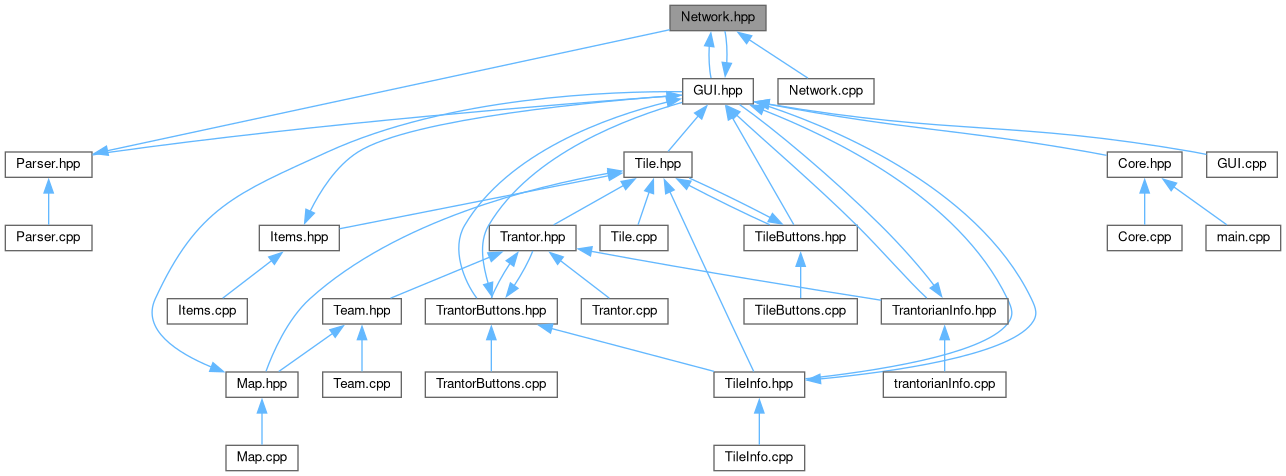 Network.hpp
GUI.hpp
Network.cpp
Parser.hpp
Tile.hpp
Core.hpp
GUI.cpp
Parser.cpp
Items.hpp
Trantor.hpp
Tile.cpp
TileButtons.hpp
Core.cpp
main.cpp
Items.cpp
Team.hpp
TrantorButtons.hpp
Trantor.cpp
TileButtons.cpp
TrantorianInfo.hpp
Map.hpp
Team.cpp
TrantorButtons.cpp
TileInfo.hpp
trantorianInfo.cpp
Map.cpp
TileInfo.cpp